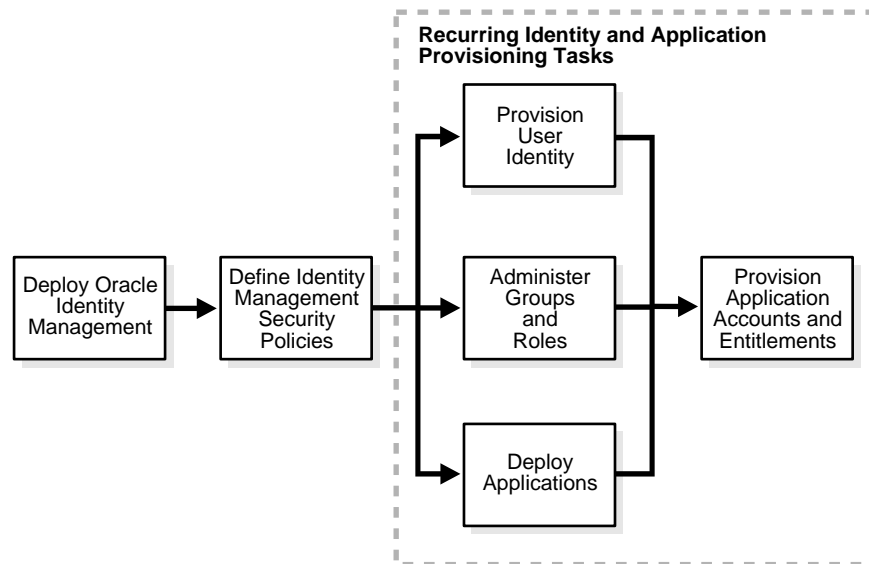 Recurring Identity and Application
Provisioning Tasks
Provision
User
Identity
Deploy Oracle
Identity
Management
Define Identity
Management
Security
Policies
Administer
Groups
and
Roles
Provision
Application
Accounts and
Entitlements
Deploy
Applications